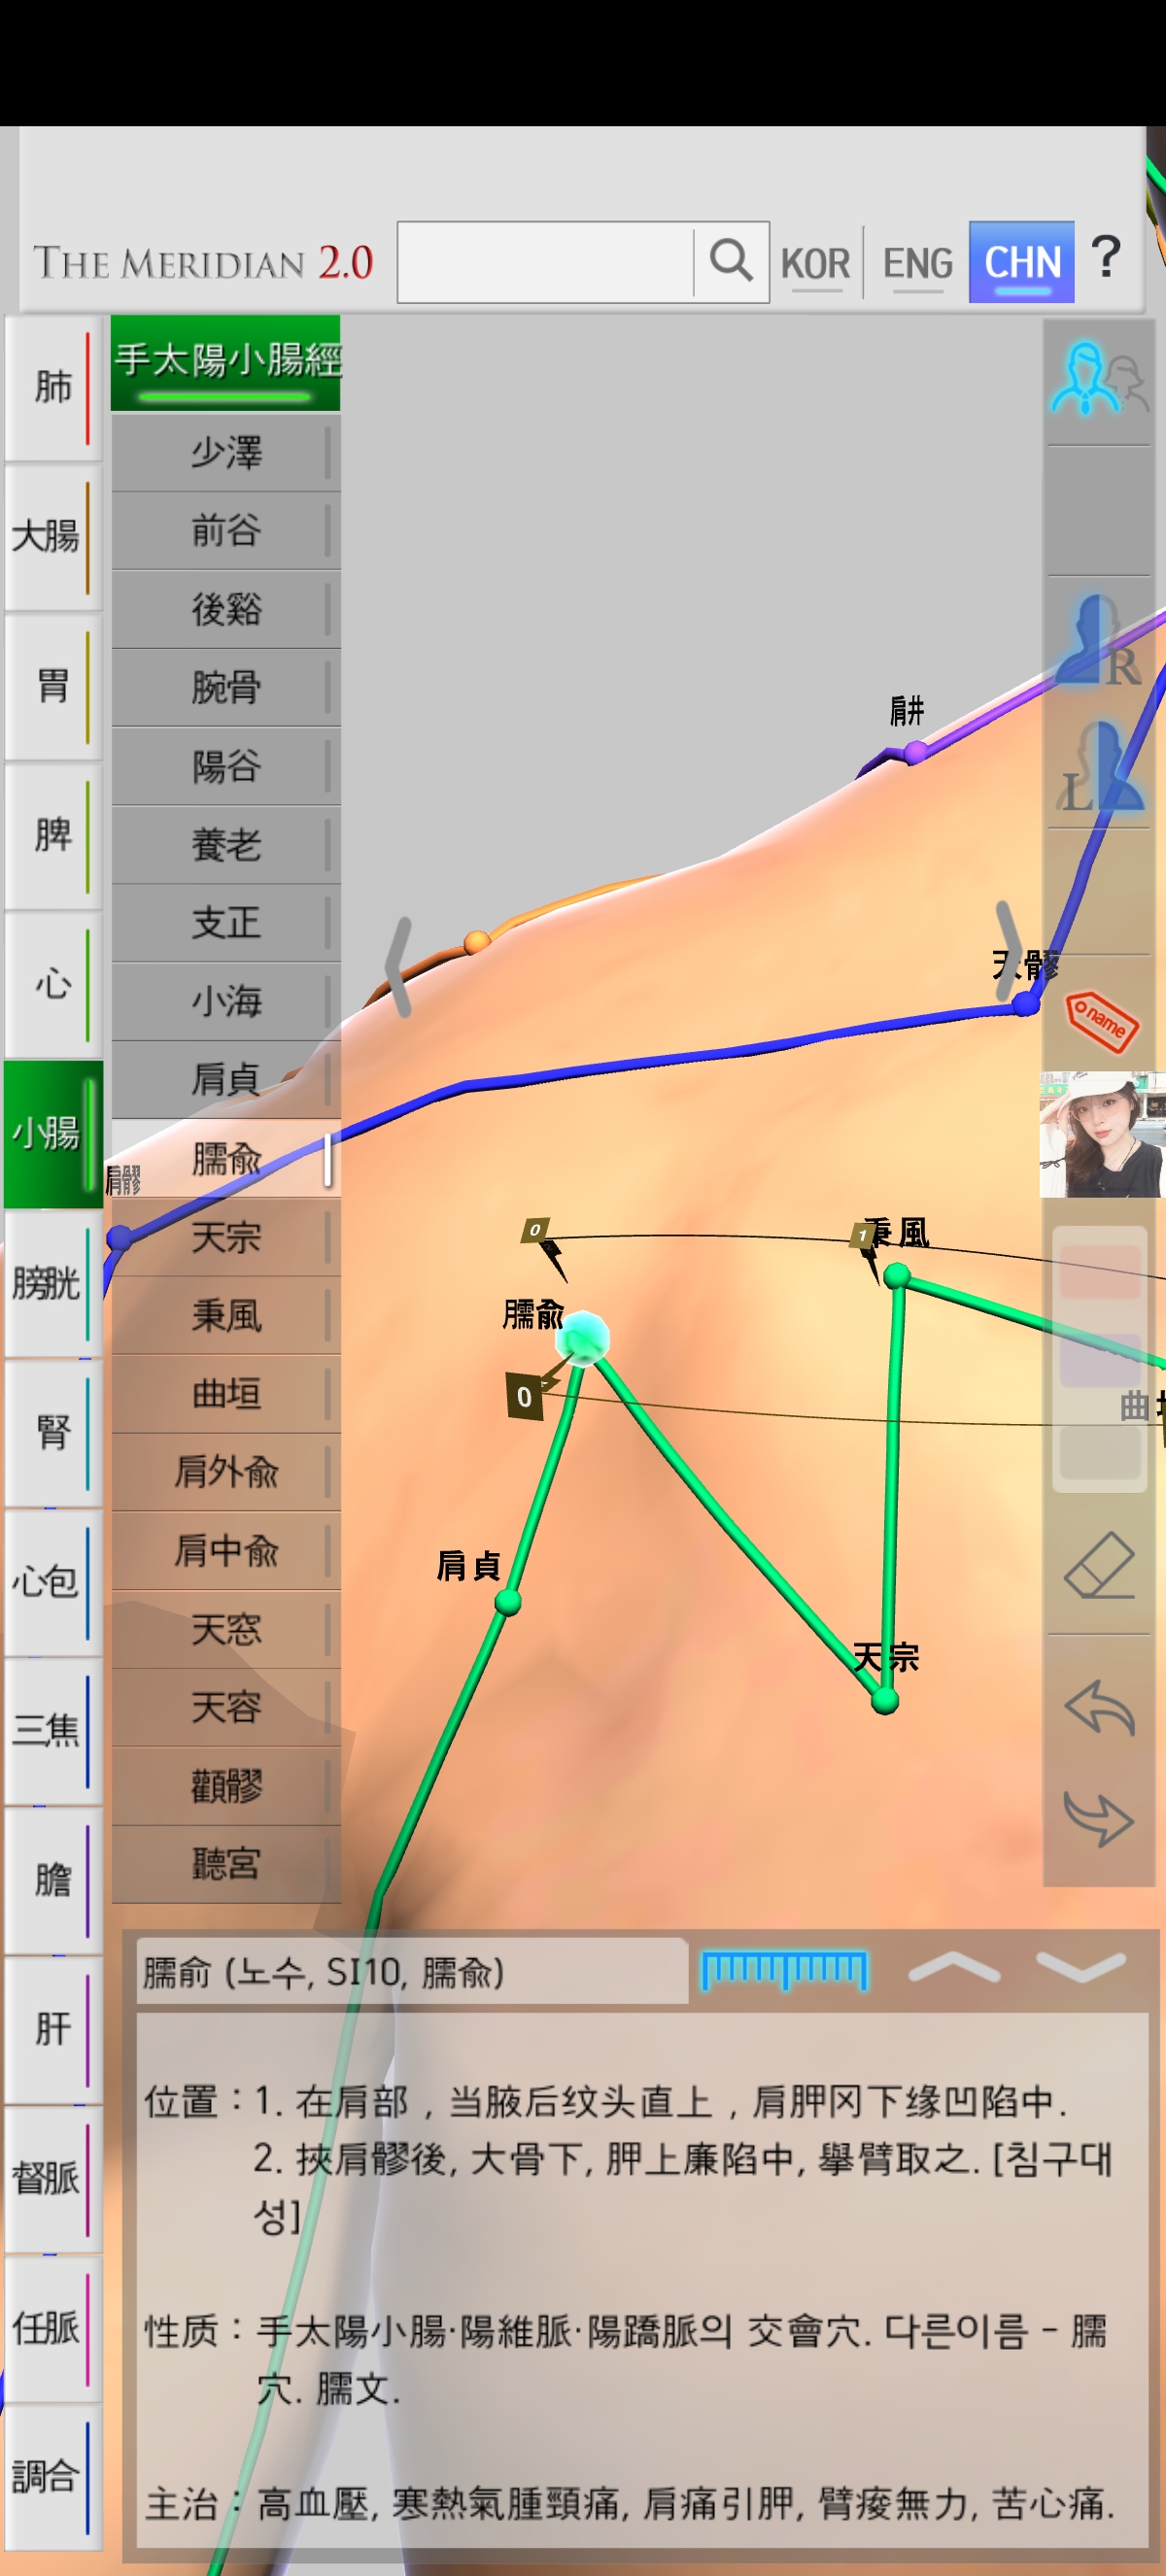 THE MERIDIAN 2.0
KOR
ENG
CHN
?
肺
大腸
胃
脾
心
小腸
膀胱
腎
心包
三焦
膽
肝
督脈
任脈
調合
手太陽小腸經
少澤
前谷
後谿
腕骨
陽谷
養老
支正
小海
肩貞
臑兪
天宗
秉風
曲垣
肩外兪
肩中兪
天窓
天容
顴髎
聽宮
R
L
name
肩井
天髎
肩髎
0
1
秉風
臑兪
0
曲
肩貞
天宗
臑俞 (노수, SI10, 臑兪)
位置 : 1. 在肩部 , 当腋后纹头直上 , 肩胛冈下缘凹陷中.
2. 挾肩髎後, 大骨下, 胛上廉陷中, 擧臂取之. [침구대
성]
性质 : 手太陽小腸·陽維脈·陽蹻脈의 交會穴. 다른이름 - 臑
穴. 臑文.
主治 : 高血壓, 寒熱氣腫頸痛, 肩痛引胛, 臂痠無力, 苦心痛.